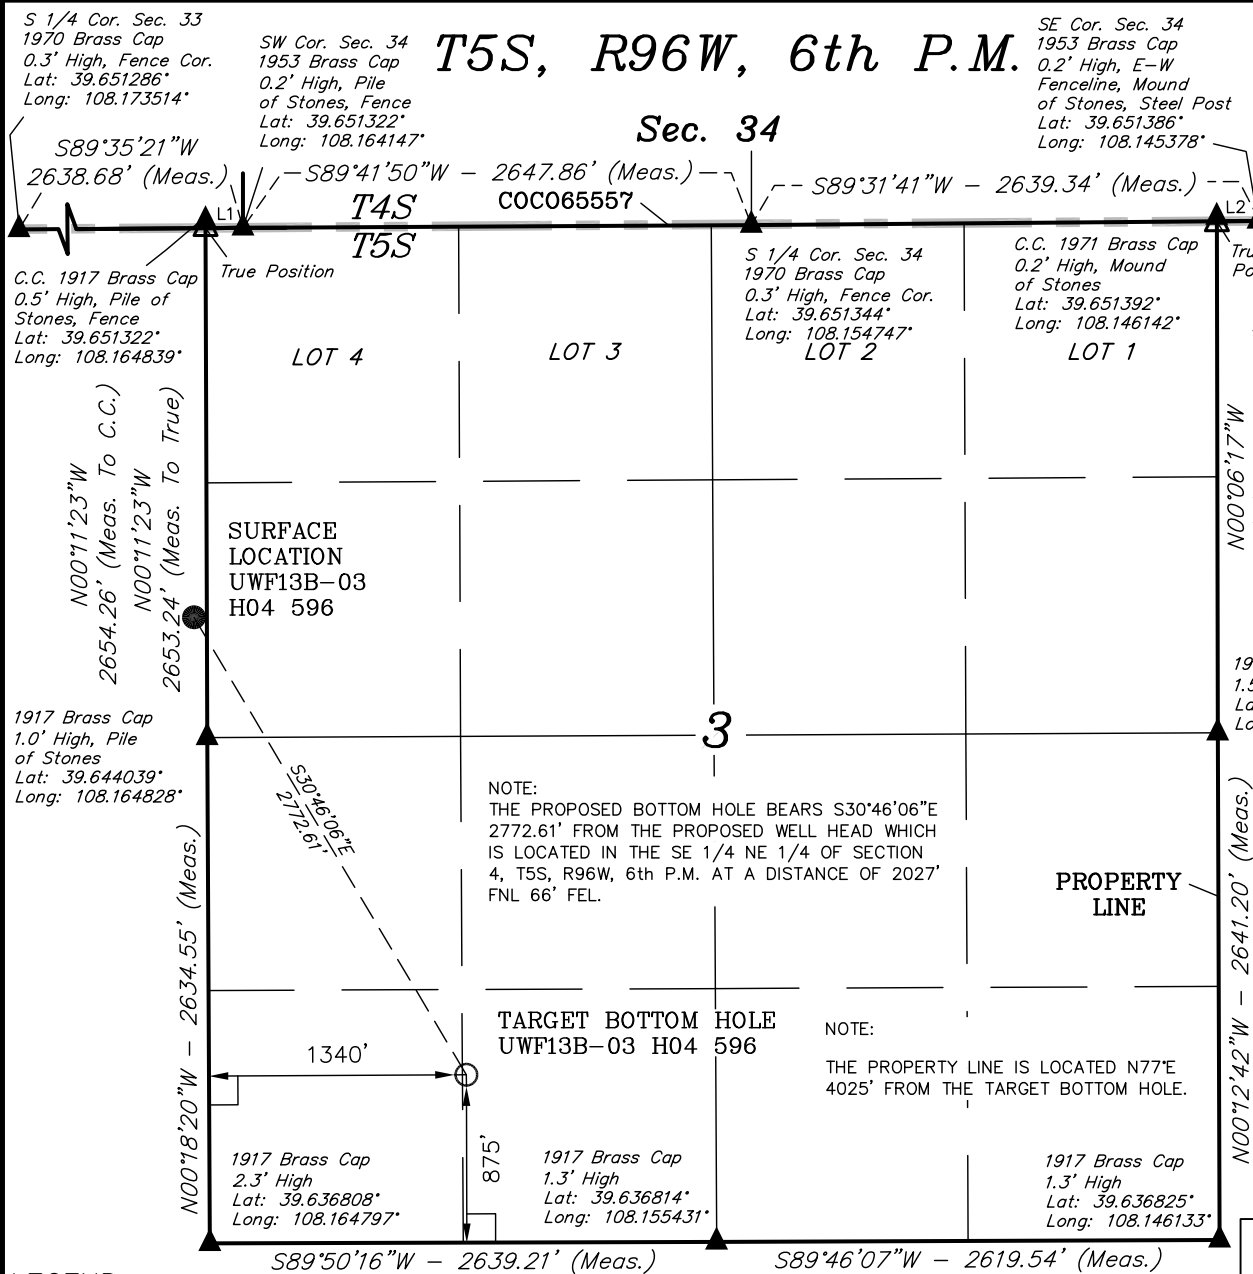 S 1/4 Cor. Sec. 33
1970 Brass Cap
0.3' High, Fence Cor.
Lat: 39.651286°
Long: 108.173514°
SW Cor. Sec. 34
1953 Brass Cap
0.2' High, Pile
of Stones, Fence
Lat: 39.651322°
Long: 108.164147°
T5S, R96W, 6th P.M.
SE Cor. Sec. 34
1953 Brass Cap
0.2' High, E-W
Fenceline, Mound
of Stones, Steel Post
Lat: 39.651386°
Long: 108.145378°
Sec. 34
S89°35'21"W
2638.68' (Meas.)
S89°41'50"W - 2647.86' (Meas.)
S89°31'41"W - 2639.34' (Meas.)
COC065557
T4S
T5S
L1
L2
True Position
C.C. 1917 Brass Cap
0.5' High, Pile of
Stones, Fence
Lat: 39.651322°
Long: 108.164839°
S 1/4 Cor. Sec. 34
1970 Brass Cap
0.3' High, Fence Cor.
Lat: 39.651344°
Long: 108.154747°
C.C. 1971 Brass Cap
0.2' High, Mound
of Stones
Lat: 39.651392°
Long: 108.146142°
Tru
Po
LOT 4
LOT 3
LOT 2
LOT 1
N00°11'23"W
2654.26' (Meas. To C.C.)
N00°11'23"W
2653.24' (Meas. To True)
N00°06'17"W
SURFACE
LOCATION
UWF13B-03
H04 596
1917 Brass Cap
1.0' High, Pile
of Stones
Lat: 39.644039°
Long: 108.164828°
19
1.5
La
Lo
3
S30°46'06"E
2772.61'
NOTE:
THE PROPOSED BOTTOM HOLE BEARS S30°46'06"E
2772.61' FROM THE PROPOSED WELL HEAD WHICH
IS LOCATED IN THE SE 1/4 NE 1/4 OF SECTION
4, T5S, R96W, 6th P.M. AT A DISTANCE OF 2027'
FNL 66' FEL.
PROPERTY
LINE
N00°18'20"W - 2634.55' (Meas.)
N00°12'42"W - 2641.20' (Meas.)
TARGET BOTTOM HOLE
UWF13B-03 H04 596
NOTE:
THE PROPERTY LINE IS LOCATED N77°E
4025' FROM THE TARGET BOTTOM HOLE.
1340'
875'
1917 Brass Cap
2.3' High
Lat: 39.636808°
Long: 108.164797°
1917 Brass Cap
1.3' High
Lat: 39.636814°
Long: 108.155431°
1917 Brass Cap
1.3' High
Lat: 39.636825°
Long: 108.146133°
S89°50'16"W - 2639.21' (Meas.)
S89°46'07"W - 2619.54' (Meas.)